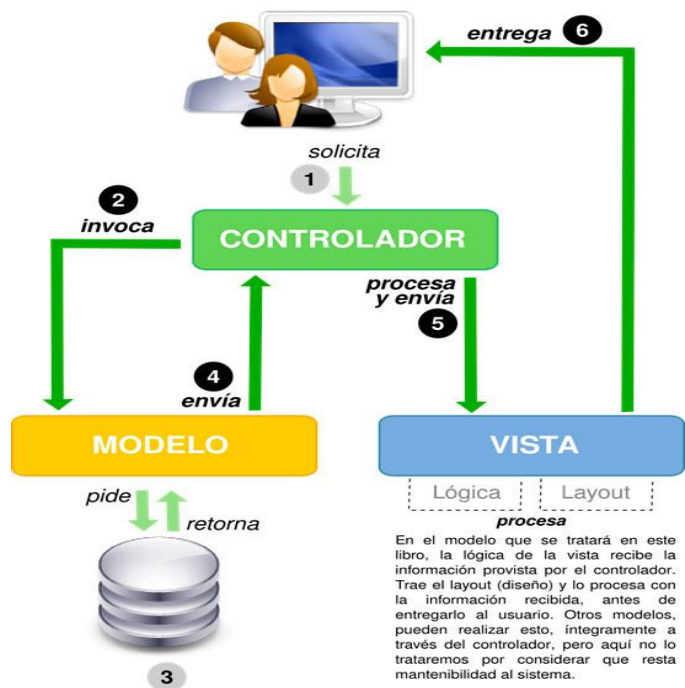 entrega 6
solicita
1
2
invoca
CONTROLADOR
procesa
y envía
5
4
envía
MODELO
VISTA
Lógica
Layout
pide
retorna
procesa
En el modelo que se tratará en este
libro, la lógica de la vista recibe la
información provista por el controlador.
Trae el layout (diseño) y lo procesa con
la información recibida, antes de
entregarlo al usuario. Otros modelos,
pueden realizar esto, íntegramente a
través del controlador, pero aquí no lo
trataremos por considerar que resta
mantenibilidad al sistema.
3